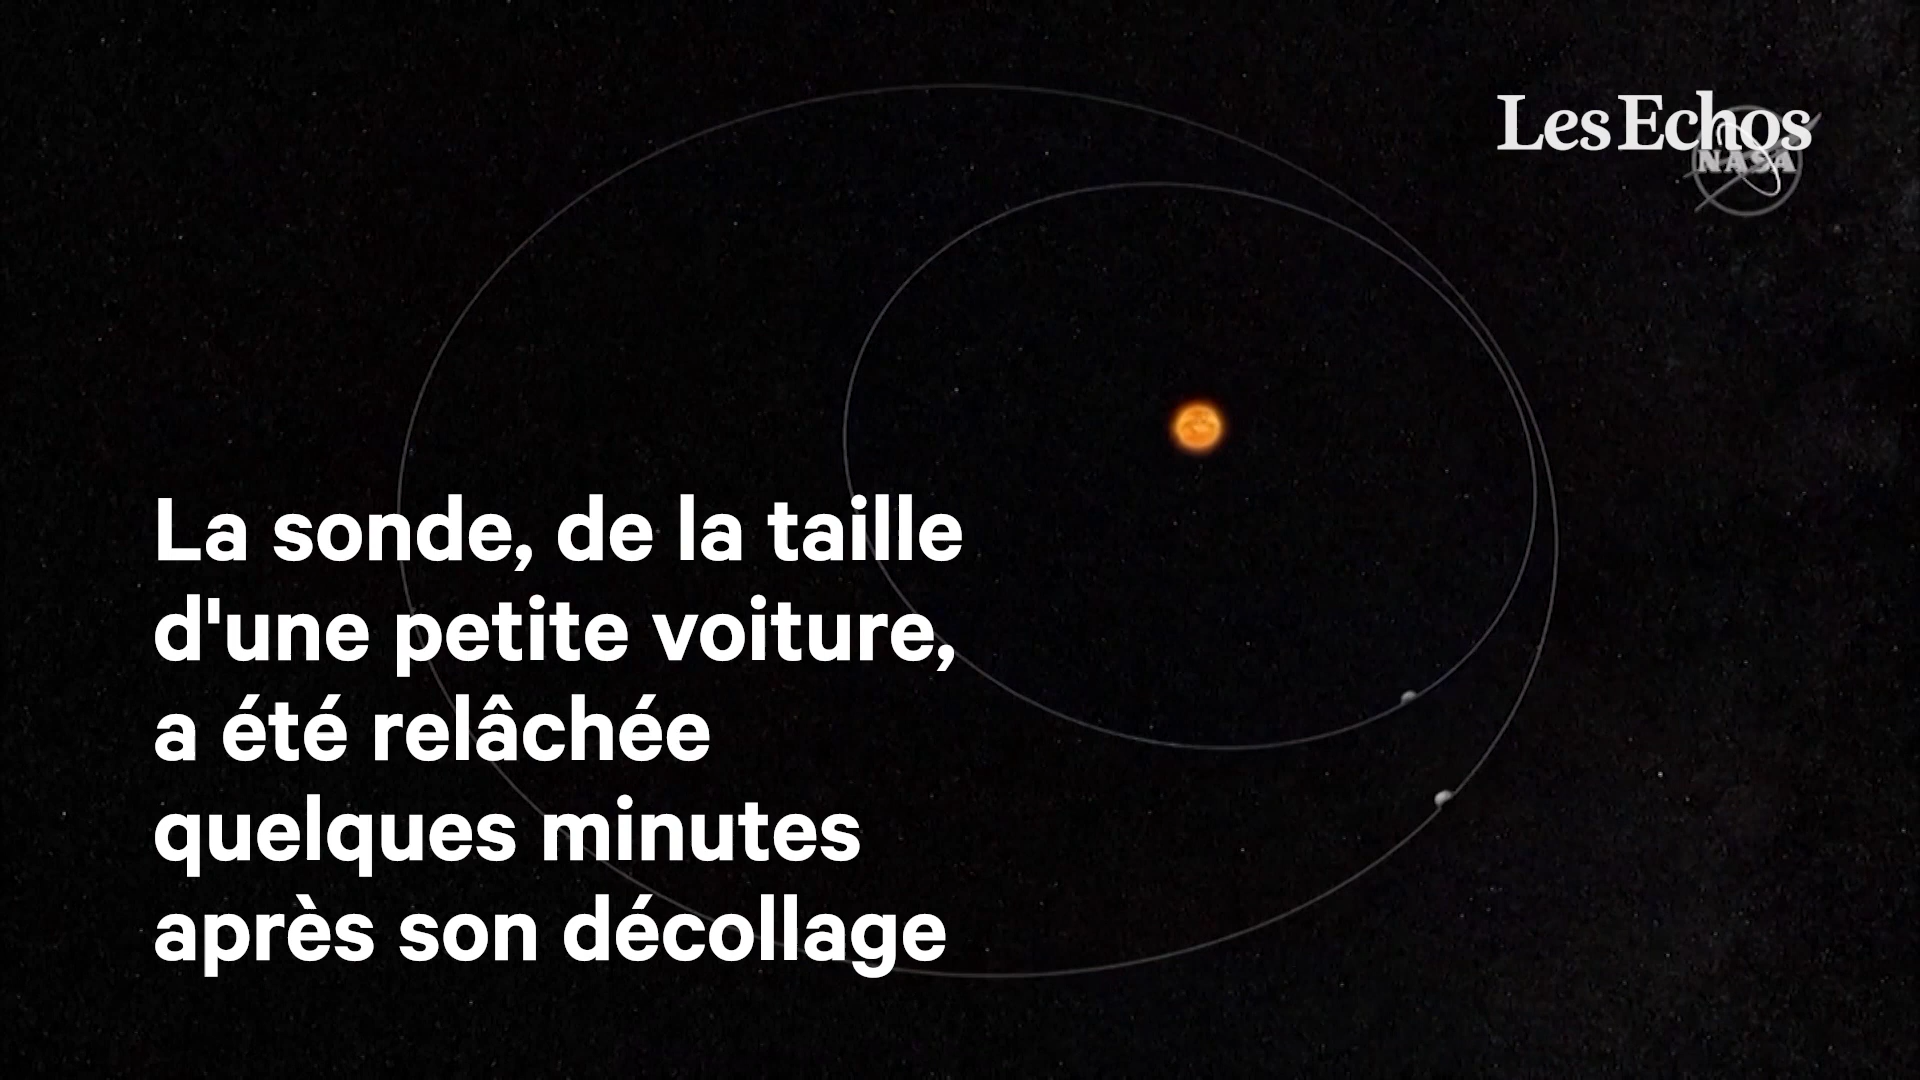 Les Echos
NASA
La sonde, de la taille
d'une petite voiture,
a été relâchée
quelques minutes
après son décollage